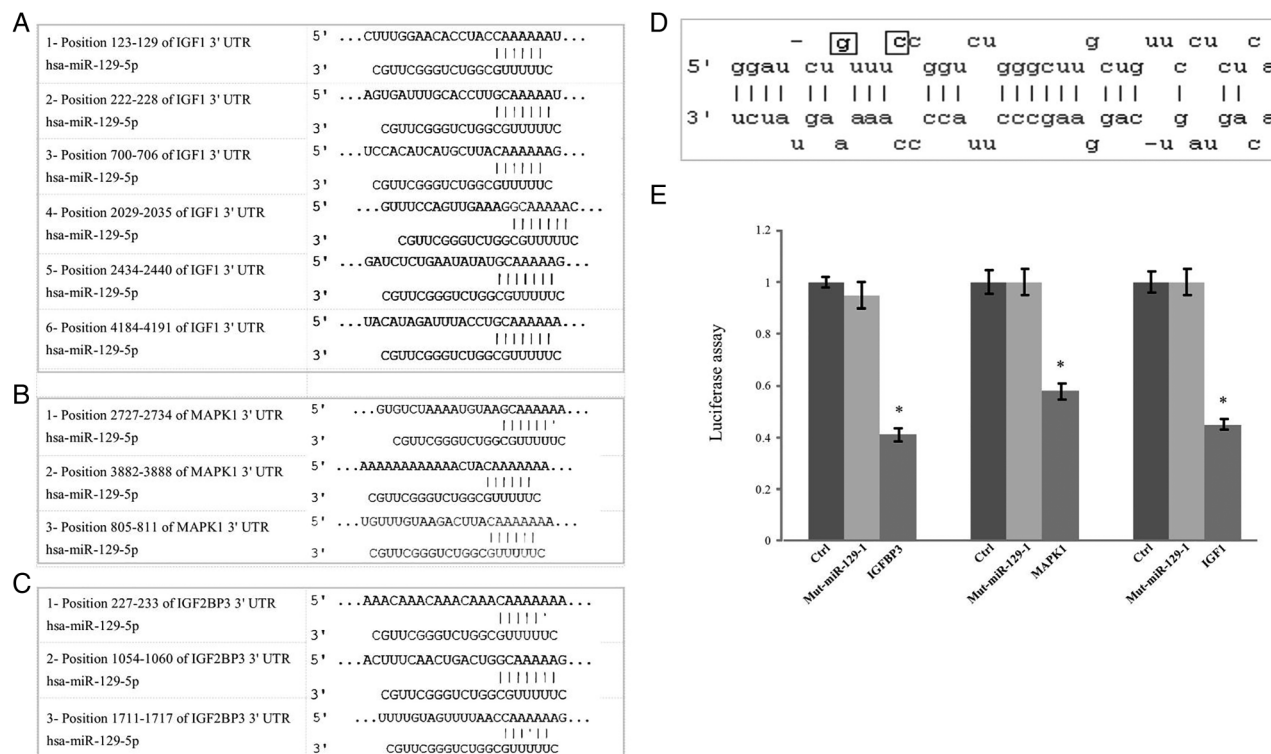 A
1- Position 123-129 of IGF1 3' UTR
5' ...CUUUGGAACACCUACCAAAAAU...
hsa-miR-129-5p
3' CGUUCGGGUCUGGCGUUUUUC
2- Position 222-228 of IGF1 3' UTR
5' ...AGUGAUUUGCACCUUGCAAAAAU...
hsa-miR-129-5p
3' CGUUCGGGUCUGGCGUUUUUC
3- Position 700-706 of IGF1 3' UTR
5' ...UCCACAUCAUGCUUACAAAAAG...
hsa-miR-129-5p
3' CGUUCGGGUCUGGCGUUUUUC
4- Position 2029-2035 of IGF1 3' UTR
5' ...GUUUCCAGUUGAAAGGCAAAAAC...
hsa-miR-129-5p
3' CGUUCGGGUCUGGCGUUUUUC
5- Position 2434-2440 of IGF1 3' UTR
5' ...GAUCUCUGAAUAUAUGCAAAAAG...
hsa-miR-129-5p
3' CGUUCGGGUCUGGCGUUUUUC
6- Position 4184-4191 of IGF1 3' UTR
5' ...UACAUAGAUUUACCUGCAAAAAA...
hsa-miR-129-5p
3' CGUUCGGGUCUGGCGUUUUUC
B
1- Position 2727-2734 of MAPK1 3' UTR
5' ...GUGUCUAAAAUGUAAGCAAAAAA...
hsa-miR-129-5p
3' CGUUCGGGUCUGGCGUUUUUC
2- Position 3882-3888 of MAPK1 3' UTR
5' ...AAAAAAAAAAAAACUACAAAAAAA...
hsa-miR-129-5p
3' CGUUCGGGUCUGGCGUUUUUC
3- Position 805-811 of MAPK1 3' UTR
5' ...UGUUUGUAAGACUUACAAAAAAA...
hsa-miR-129-5p
3' CGUUCGGGUCUGGCGUUUUUC
C
1- Position 227-233 of IGF2BP3 3' UTR
5' ...AAACAAACAAACAAACAAAAAAA...
hsa-miR-129-5p
3' CGUUCGGGUCUGGCGUUUUUC
2- Position 1054-1060 of IGF2BP3 3' UTR
5' ...ACUUUCAACUGACUGGCAAAAAG...
hsa-miR-129-5p
3' CGUUCGGGUCUGGCGUUUUUC
3- Position 1711-1717 of IGF2BP3 3' UTR
5' ...UUUUGUAGUUUUAACCAAAAAAG...
hsa-miR-129-5p
3' CGUUCGGGUCUGGCGUUUUUC
D
- g cc cu g uu cu c
5' ggau cu uuu ggu gggcuu cug c cu a
3' ucua ga aaa cca cccgaa gac g ga a
u a cc uu g -u au c
E
Luciferase assay
1.2
1
0.8
0.6
0.4
0.2
0
* * *
Ctrl Mut-miR-129-1 IGFBP3 Ctrl Mut-miR-129-1 MAPK1 Ctrl Mut-miR-129-1 IGF1